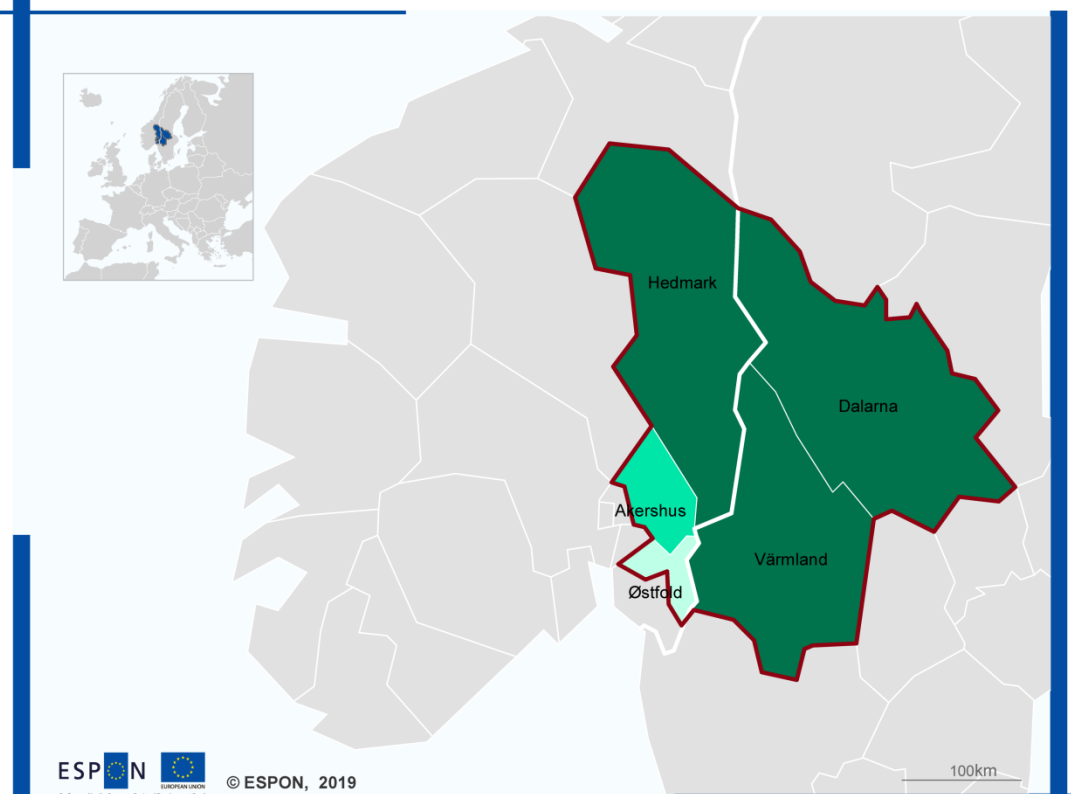 Hedmark
Dalarna
Akershus
Värmland
Østfold
ESPON
EUROPEAN UNION
© ESPON, 2019
100km